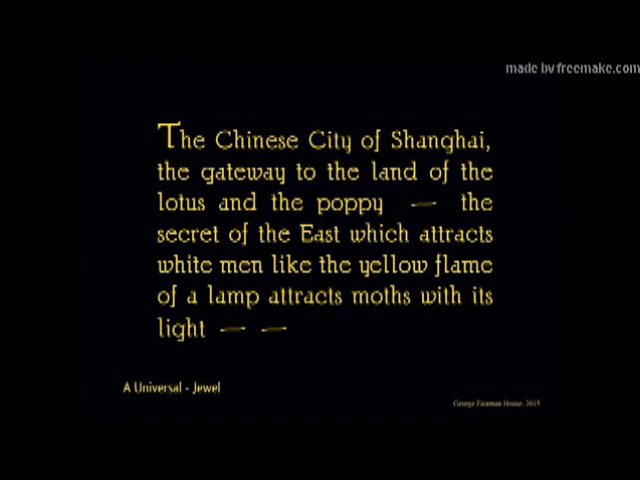 made by freemake.com
The Chinese City of Shanghai,
the gateway to the land of the
lotus and the poppy — the
secret of the East which attracts
white men like the yellow flame
of a lamp attracts moths with its
light — —
A Universal - Jewel
George Eastman House, 2015